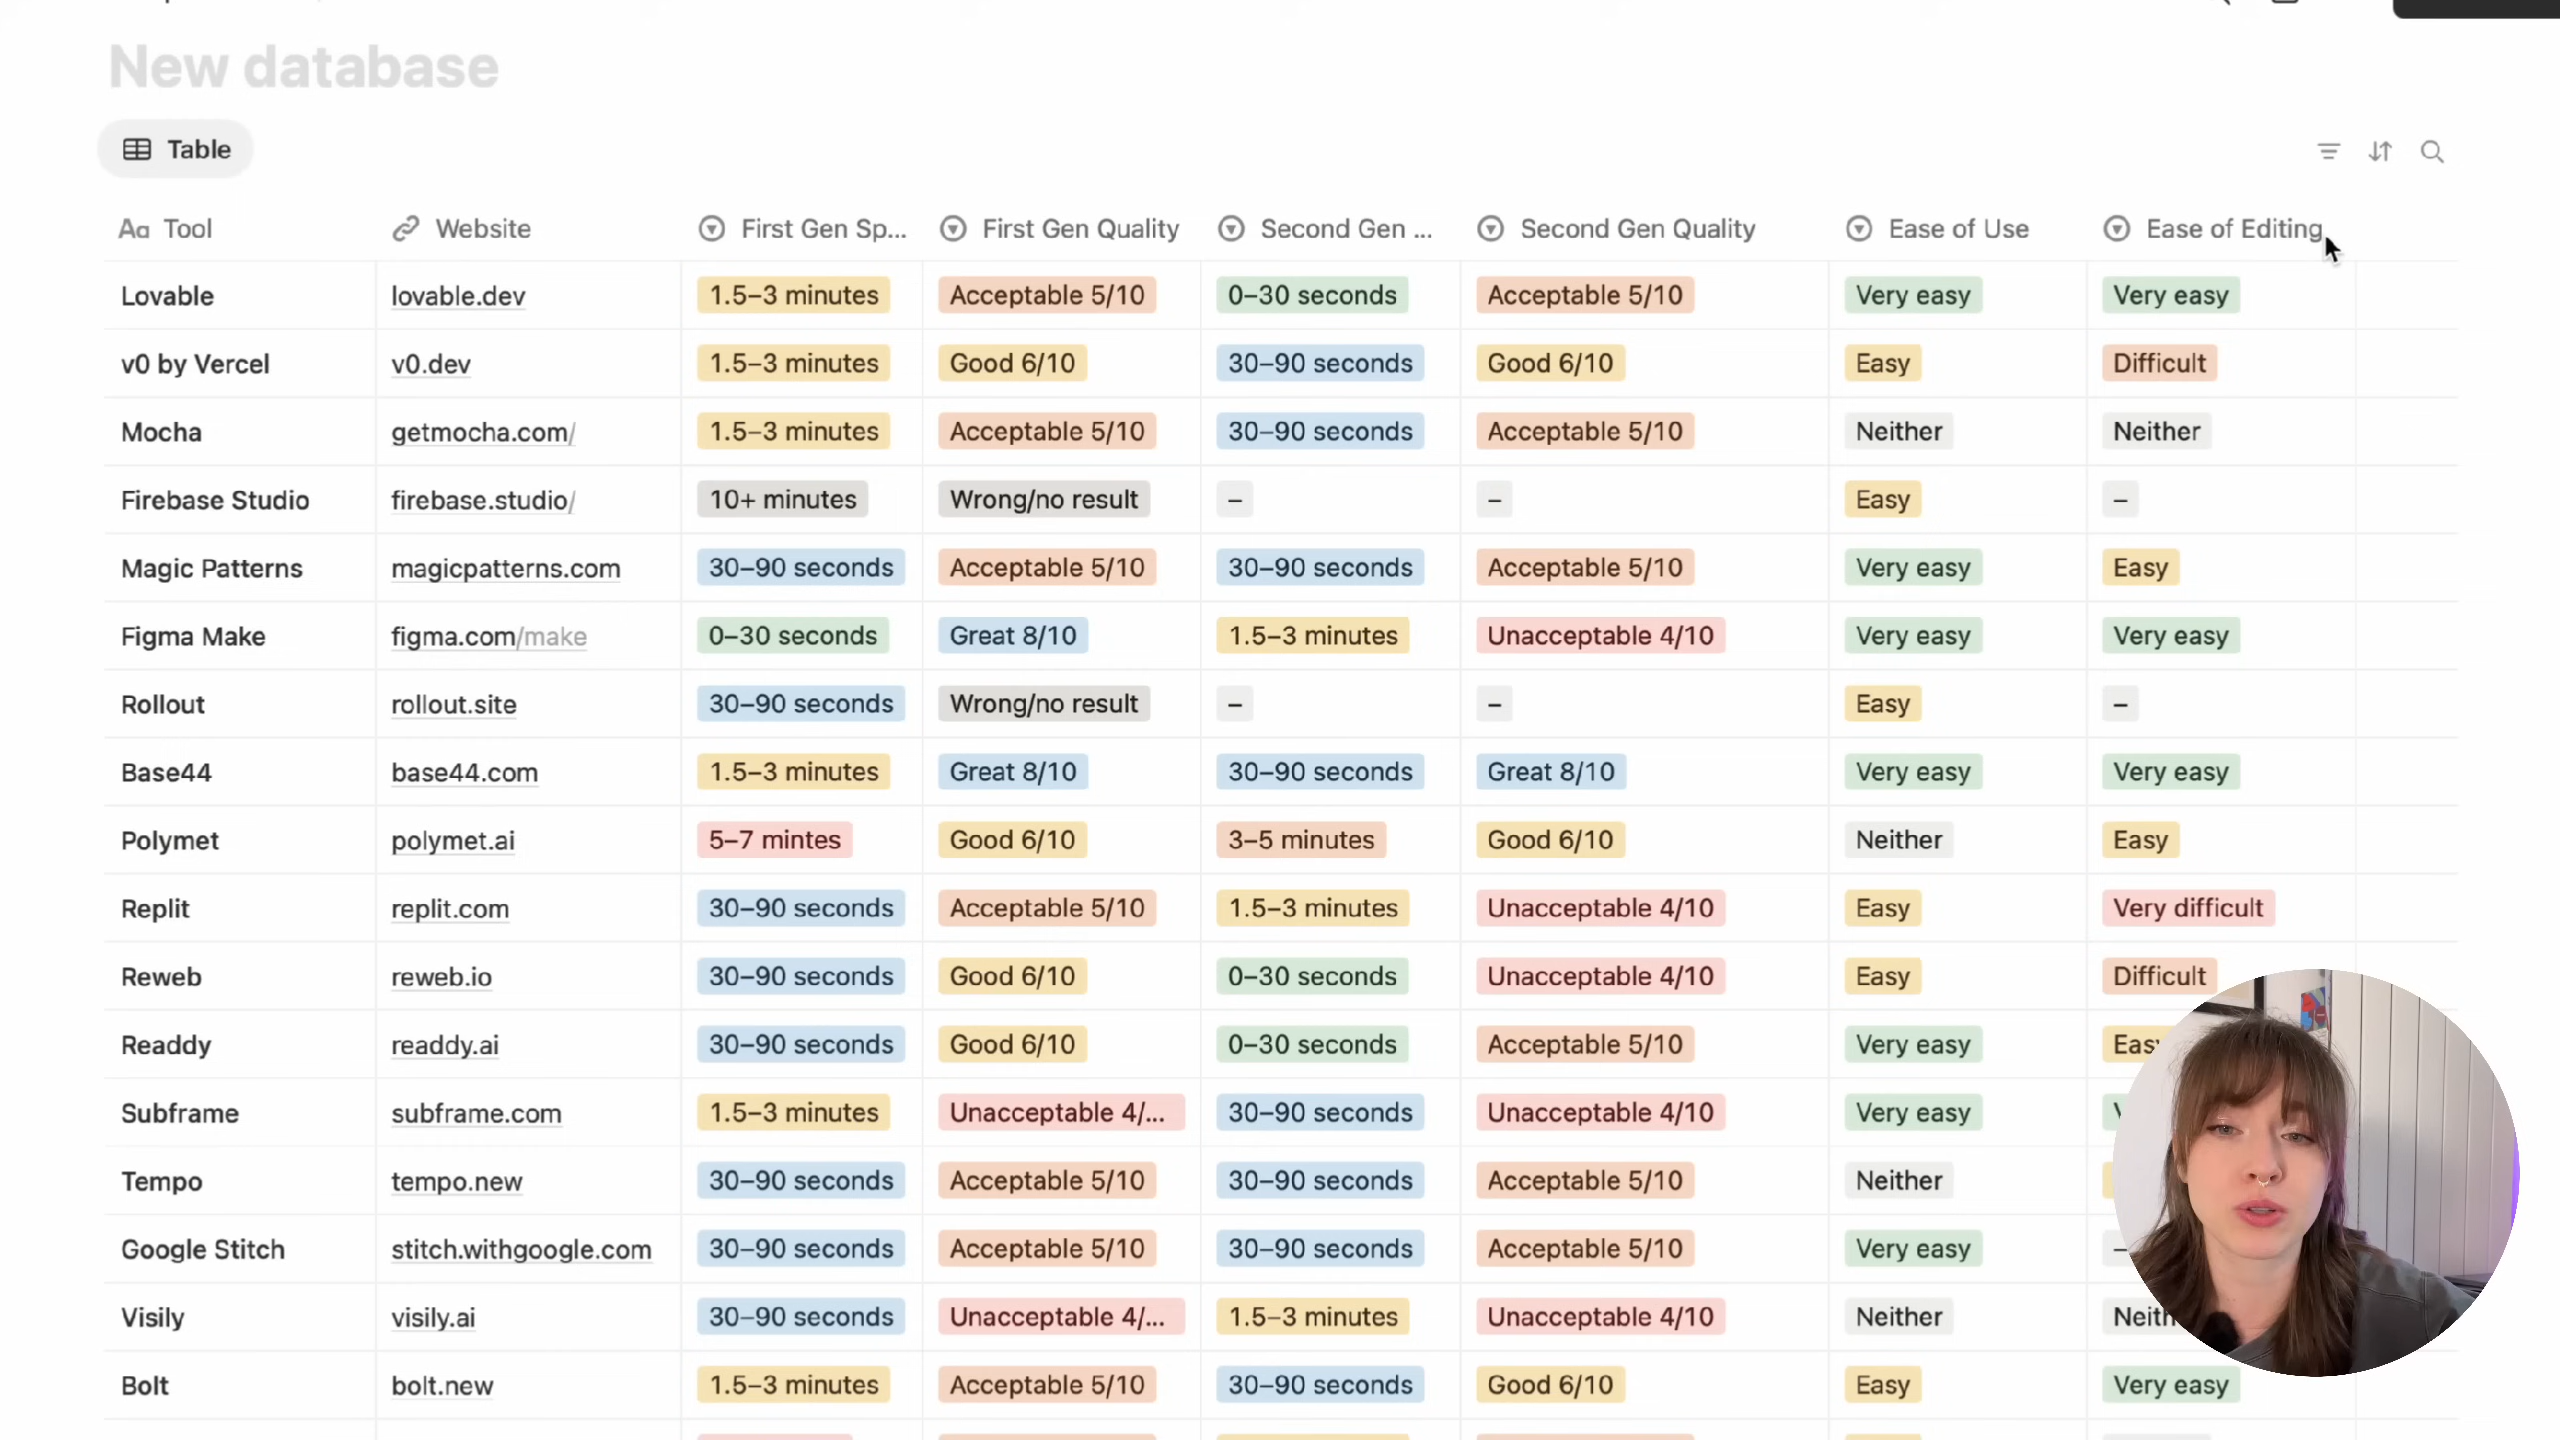 New database
Table
Aa Tool Website First Gen Sp... First Gen Quality Second Gen ... Second Gen Quality Ease of Use Ease of Editing
Lovable lovable.dev 1.5–3 minutes Acceptable 5/10 0–30 seconds Acceptable 5/10 Very easy Very easy
v0 by Vercel v0.dev 1.5–3 minutes Good 6/10 30–90 seconds Good 6/10 Easy Difficult
Mocha getmocha.com/ 1.5–3 minutes Acceptable 5/10 30–90 seconds Acceptable 5/10 Neither Neither
Firebase Studio firebase.studio/ 10+ minutes Wrong/no result – – Easy –
Magic Patterns magicpatterns.com 30–90 seconds Acceptable 5/10 30–90 seconds Acceptable 5/10 Very easy Easy
Figma Make figma.com/make 0–30 seconds Great 8/10 1.5–3 minutes Unacceptable 4/10 Very easy Very easy
Rollout rollout.site 30–90 seconds Wrong/no result – – Easy –
Base44 base44.com 1.5–3 minutes Great 8/10 30–90 seconds Great 8/10 Very easy Very easy
Polymet polymet.ai 5–7 mintes Good 6/10 3–5 minutes Good 6/10 Neither Easy
Replit replit.com 30–90 seconds Acceptable 5/10 1.5–3 minutes Unacceptable 4/10 Easy Very difficult
Reweb reweb.io 30–90 seconds Good 6/10 0–30 seconds Unacceptable 4/10 Easy Difficult
Readdy readdy.ai 30–90 seconds Good 6/10 0–30 seconds Acceptable 5/10 Very easy
Subframe subframe.com 1.5–3 minutes Unacceptable 4/... 30–90 seconds Unacceptable 4/10 Very easy
Tempo tempo.new 30–90 seconds Acceptable 5/10 30–90 seconds Acceptable 5/10 Neither
Google Stitch stitch.withgoogle.com 30–90 seconds Acceptable 5/10 30–90 seconds Acceptable 5/10 Very easy –
Visily visily.ai 30–90 seconds Unacceptable 4/... 1.5–3 minutes Unacceptable 4/10 Neither
Bolt bolt.new 1.5–3 minutes Acceptable 5/10 30–90 seconds Good 6/10 Easy Very easy